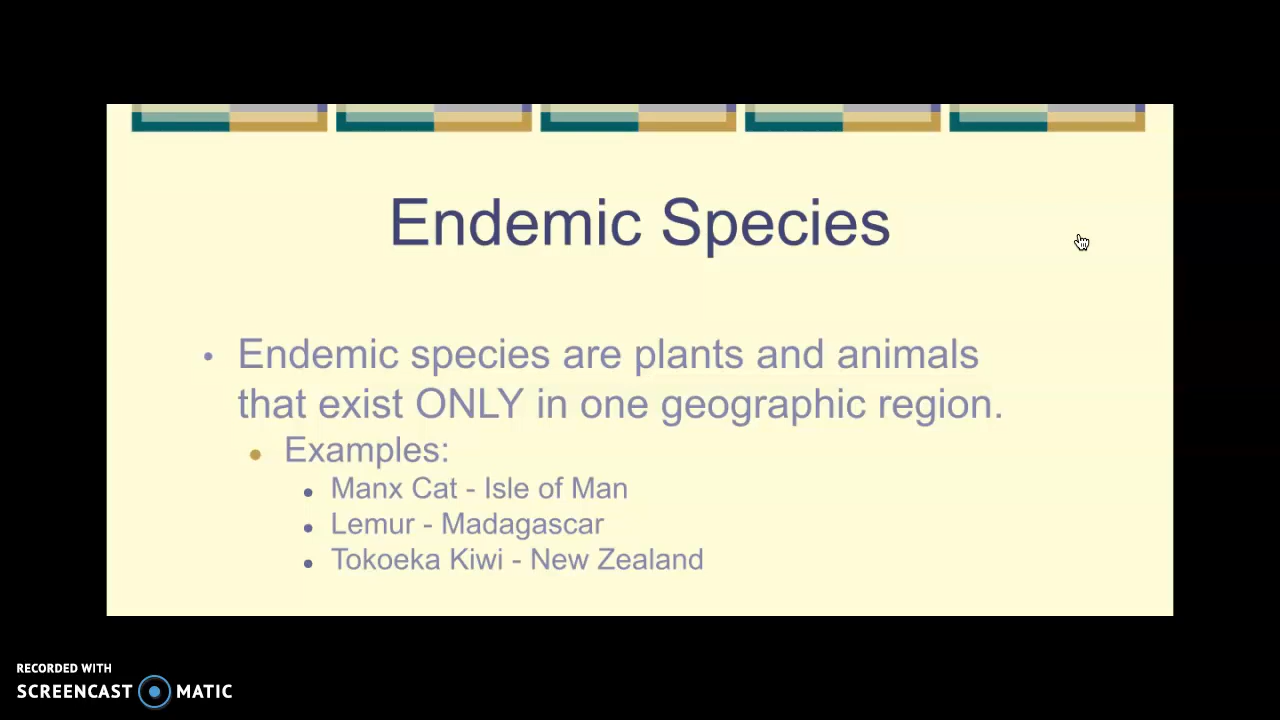 Endemic Species
• Endemic species are plants and animals
that exist ONLY in one geographic region.
• Examples:
• Manx Cat - Isle of Man
• Lemur - Madagascar
• Tokoeka Kiwi - New Zealand
RECORDED WITH
SCREENCAST MATIC